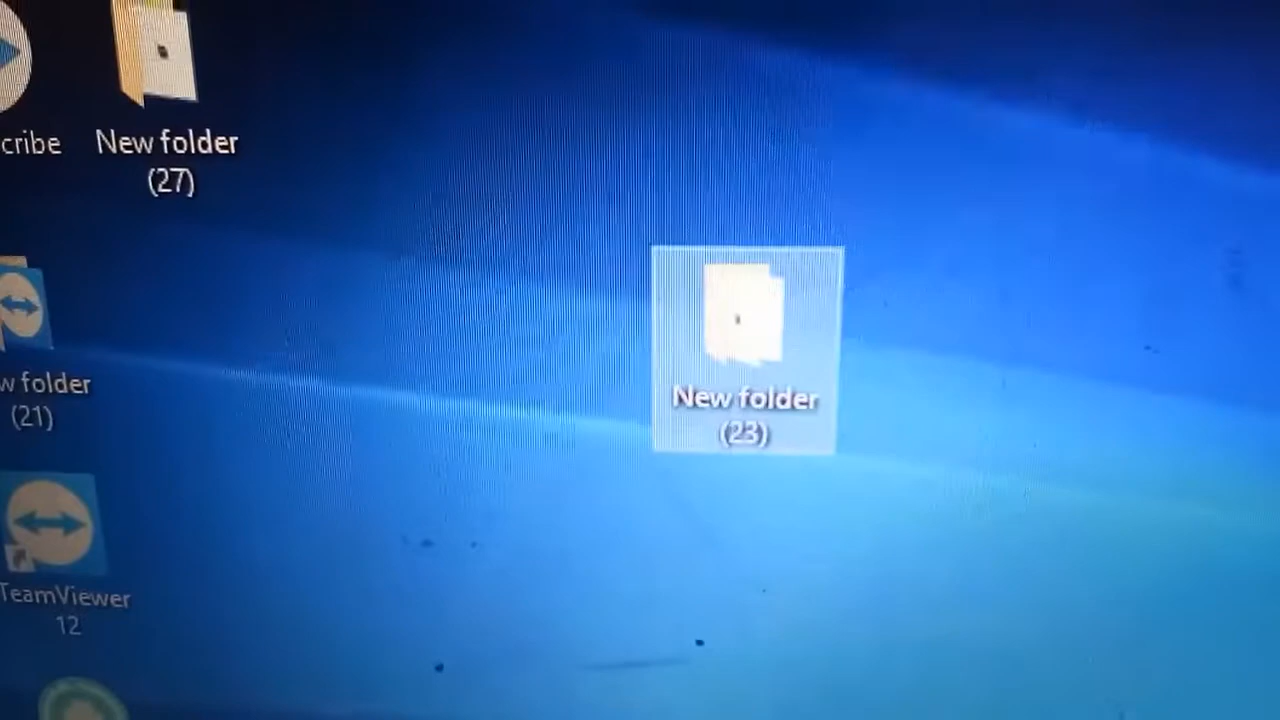 cribe
New folder
(27)
w folder
(21)
New folder
(23)
TeamViewer
12